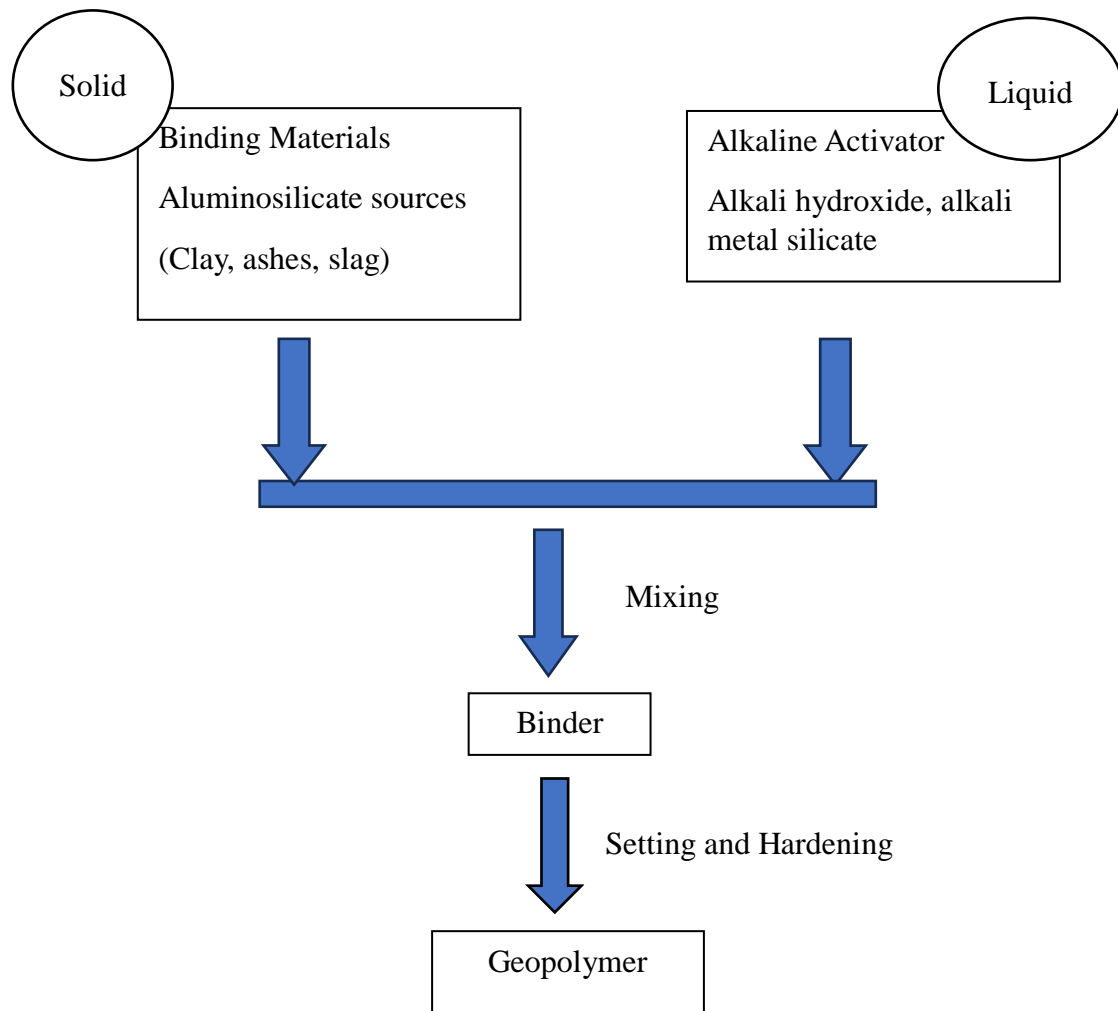 Solid
Binding Materials
Aluminosilicate sources
(Clay, ashes, slag)
Liquid
Alkaline Activator
Alkali hydroxide, alkali
metal silicate
Mixing
Binder
Setting and Hardening
Geopolymer